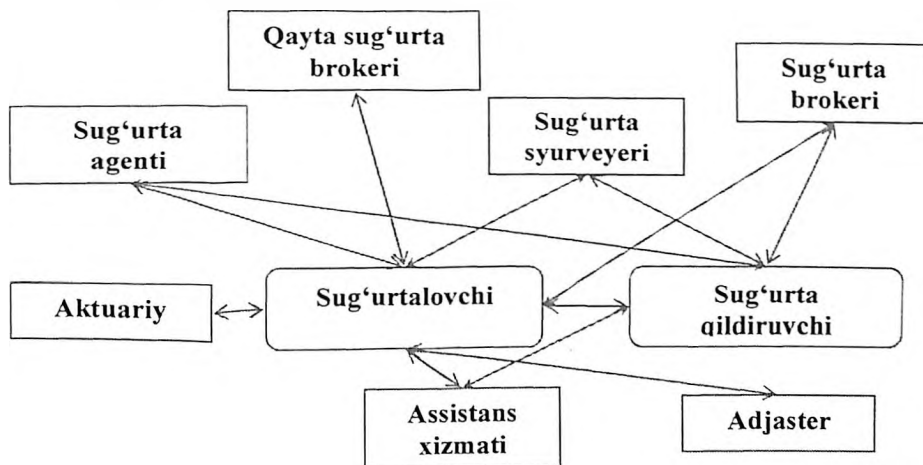 Qayta sug‘urta
brokeri
Sug‘urta
brokeri
Sug‘urta
agenti
Sug‘urta
syurveyeri
Aktuariy
Sug‘urtalovchi
Sug‘urta
qildiruvchi
Assistans
xizmati
Adjaster